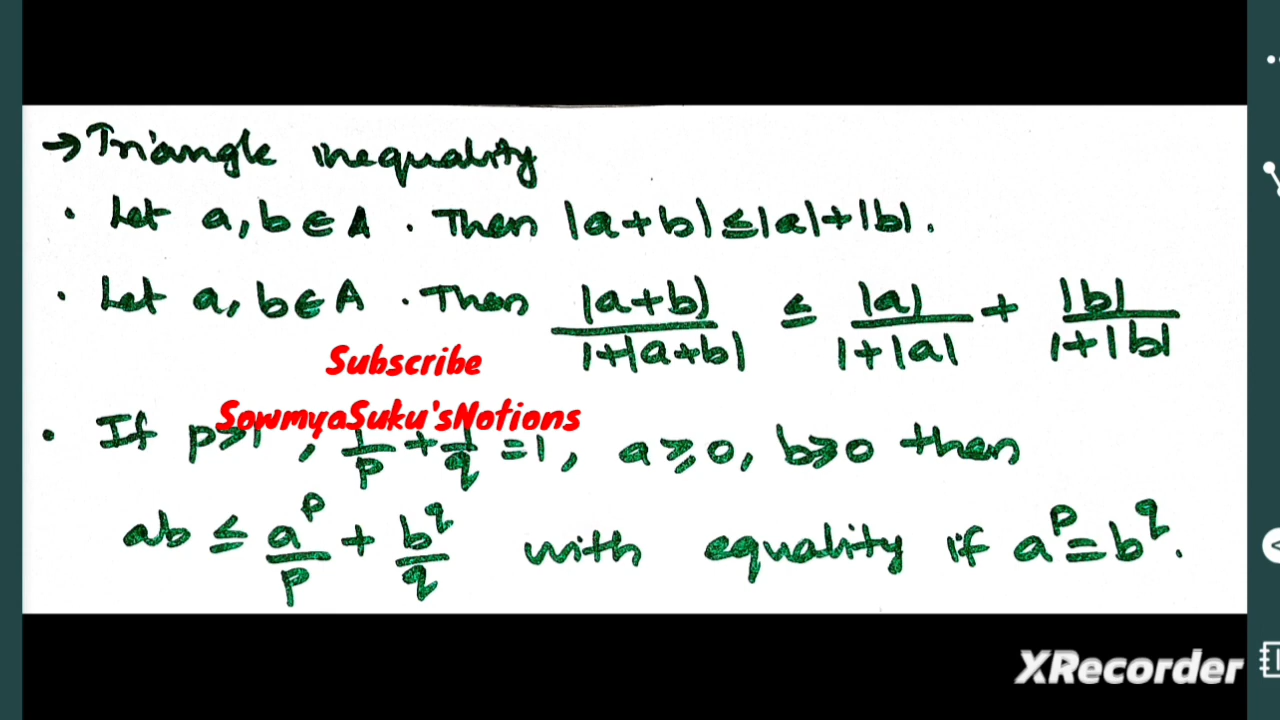 → Triangle inequality
• Let a, b ∈ A . Then |a+b| ≤ |a|+|b|.
• Let a, b ∈ A . Then |a+b| / 1+|a+b| ≤ |a| / 1+|a| + |b| / 1+|b|
Subscribe
SowmyaSuku'sNotions
• If p>1 , 1/p + 1/q = 1, a≥0, b≥0 then
ab ≤ a^p/p + b^q/q with equality if a^p = b^q.
XRecorder